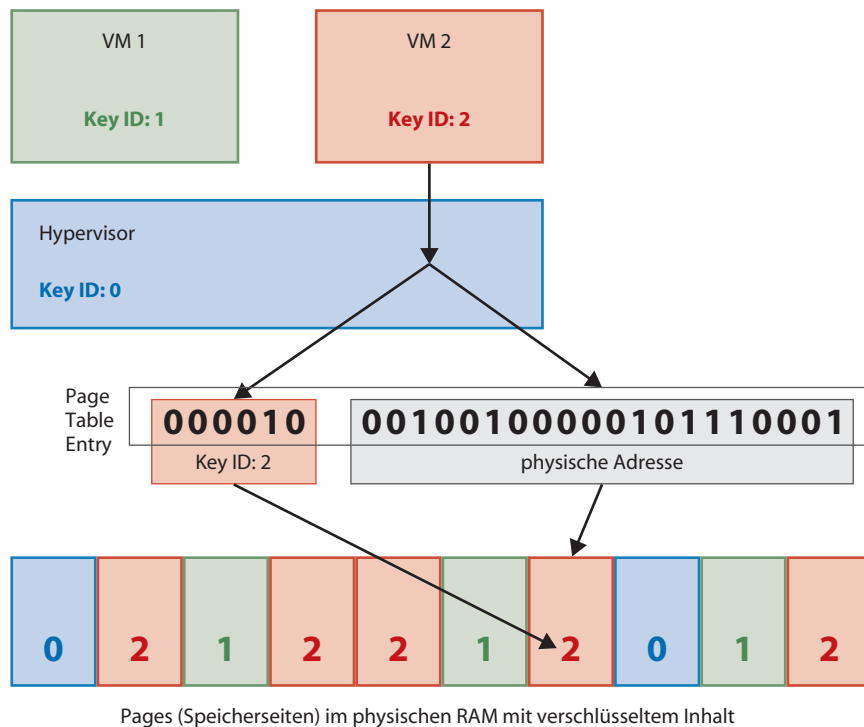 VM 1
VM 2
Key ID: 1
Key ID: 2
Hypervisor
Key ID: 0
Page
Table
Entry
000010
00100100000101110001
Key ID: 2
physische Adresse
0 2 1 2 2 1 2 0 1 2
Pages (Speicherseiten) im physischen RAM mit verschlüsseltem Inhalt